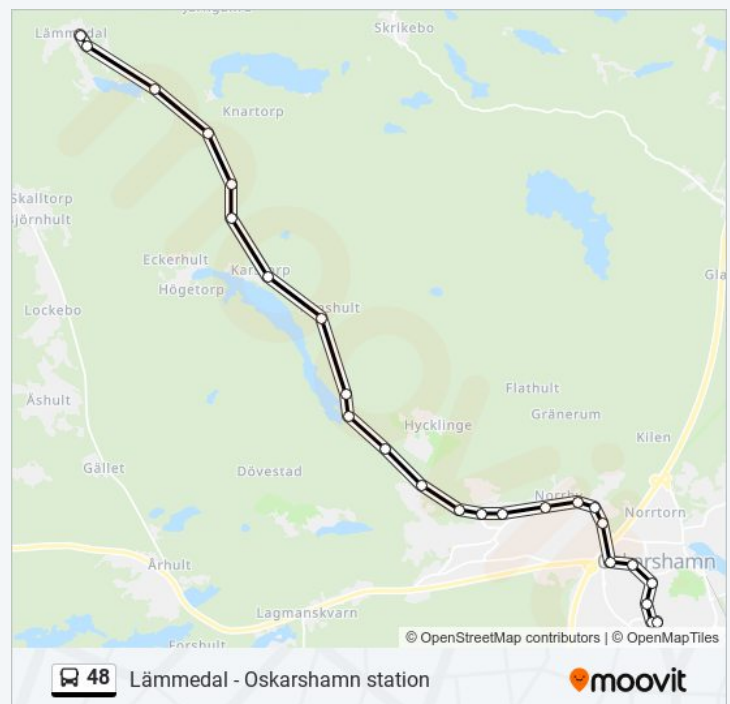 Skrikebo
Lämmedal
Knartorp
Skalltorp
Eckerhult
Högetorp
Lockebo
Flathult
Åshult
Gränerum
Hycklinge
Kilen
Gället
Dövestad
Norrtorn
Århult
Lagmanskvarn
© OpenStreetMap contributors | © OpenMapTiles
48 Lämmedal - Oskarshamn station
moovit